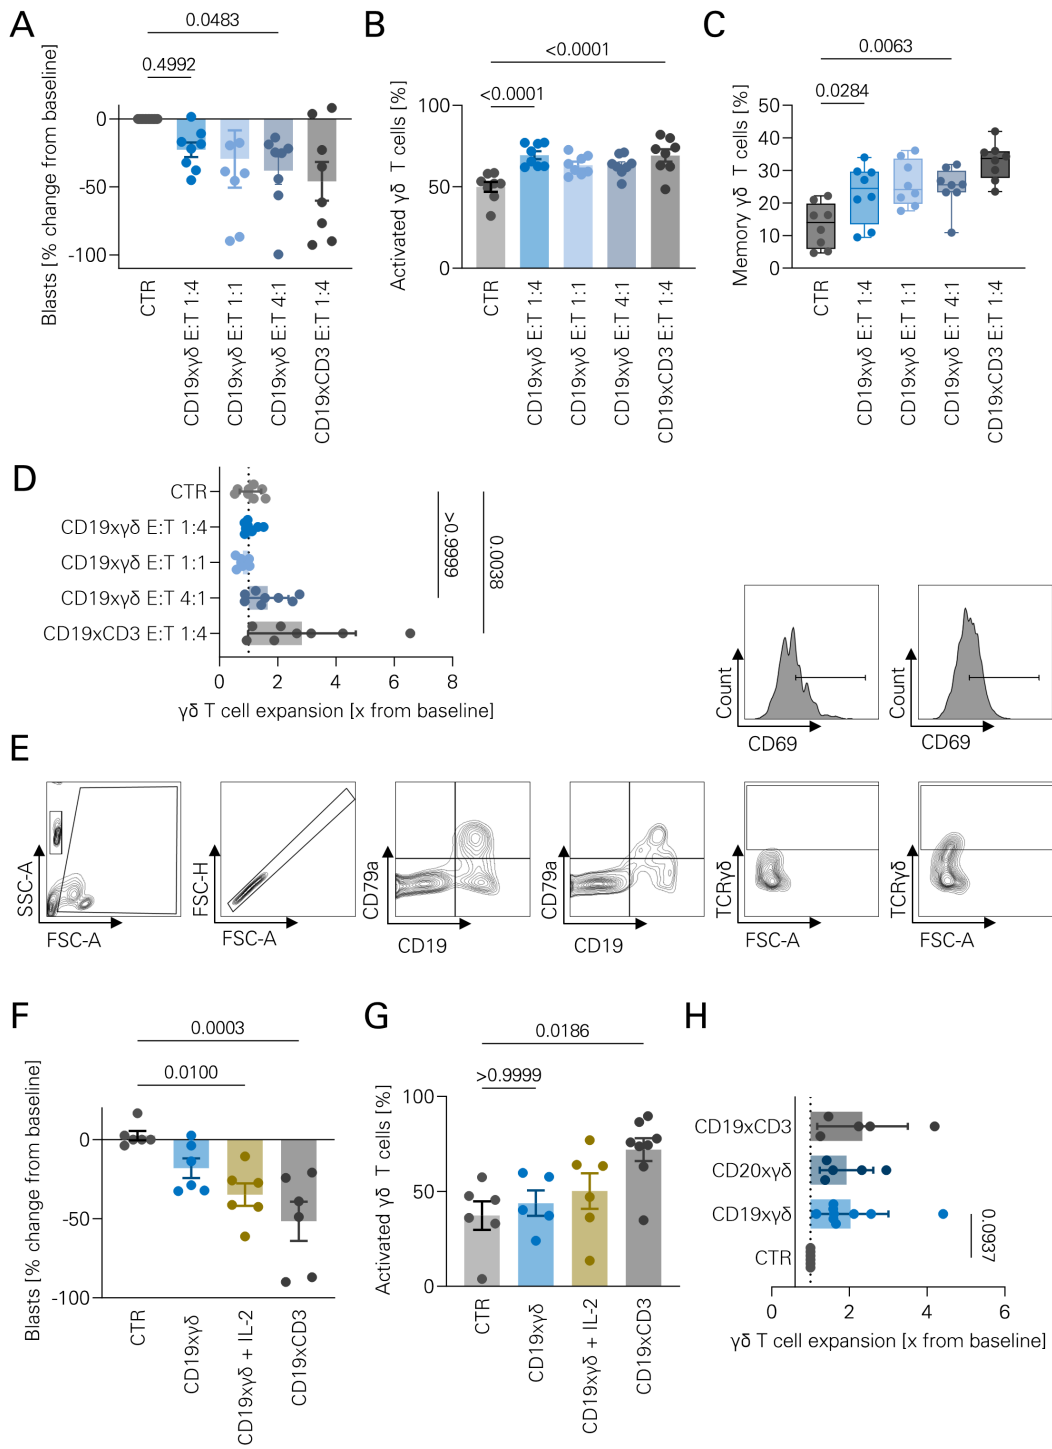 A
0.0483
0.4992
Blasts [% change from baseline]
0
-50
-100
CTR
CD19xγδ E:T 1:4
CD19xγδ E:T 1:1
CD19xγδ E:T 4:1
CD19xCD3 E:T 1:4
B
<0.0001
<0.0001
Activated γδ T cells [%]
100
50
0
CTR
CD19xγδ E:T 1:4
CD19xγδ E:T 1:1
CD19xγδ E:T 4:1
CD19xCD3 E:T 1:4
C
0.0063
0.0284
Memory γδ T cells [%]
50
40
30
20
10
0
CTR
CD19xγδ E:T 1:4
CD19xγδ E:T 1:1
CD19xγδ E:T 4:1
CD19xCD3 E:T 1:4
D
CTR
CD19xγδ E:T 1:4
CD19xγδ E:T 1:1
CD19xγδ E:T 4:1
CD19xCD3 E:T 1:4
>0.9999
0.0038
0 2 4 6 8
γδ T cell expansion [x from baseline]
E
Count
CD69
Count
CD69
SSC-A
FSC-A
FSC-H
FSC-A
CD79a
CD19
CD79a
CD19
TCRγδ
FSC-A
TCRγδ
FSC-A
F
0.0003
0.0100
Blasts [% change from baseline]
0
-50
-100
CTR
CD19xγδ
CD19xγδ + IL-2
CD19xCD3
G
0.0186
>0.9999
Activated γδ T cells [%]
100
50
0
CTR
CD19xγδ
CD19xγδ + IL-2
CD19xCD3
H
CD19xCD3
CD20xγδ
CD19xγδ
CTR
0.0937
0 2 4 6
γδ T cell expansion [x from baseline]